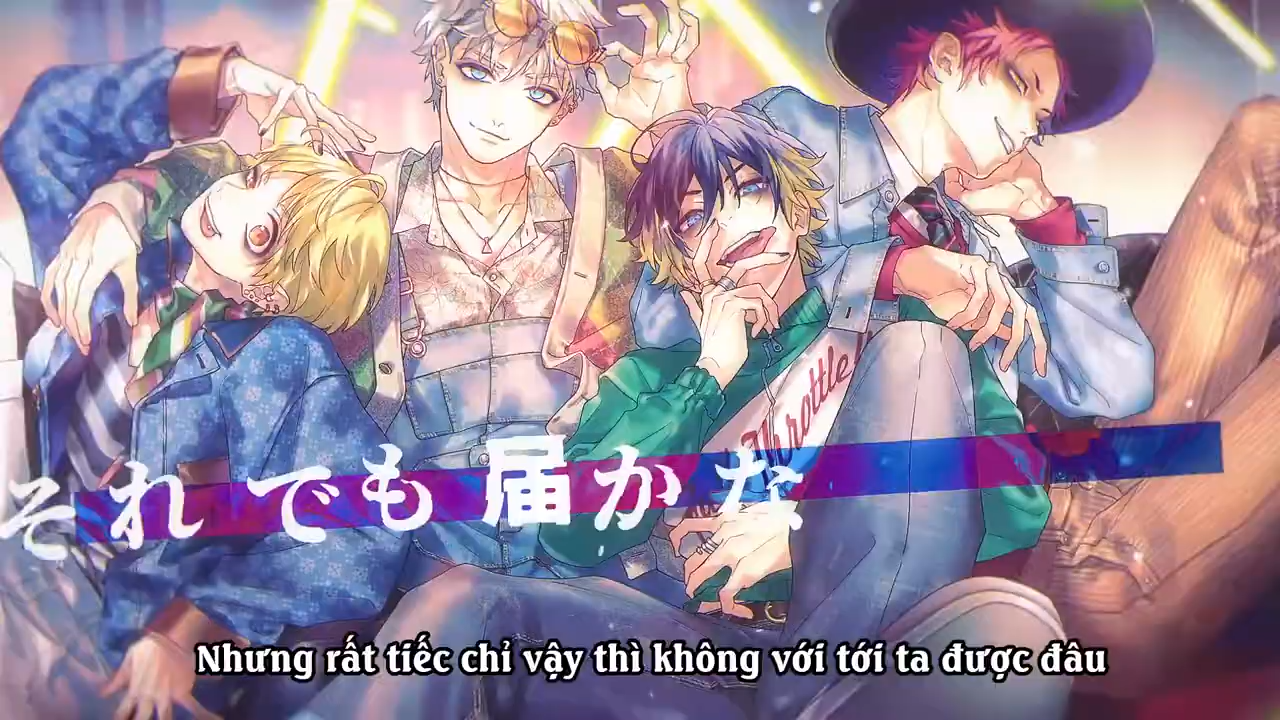 Throttle!
それでも届かな
Nhưng rất tiếc chỉ vậy thì không với tới ta được đâu